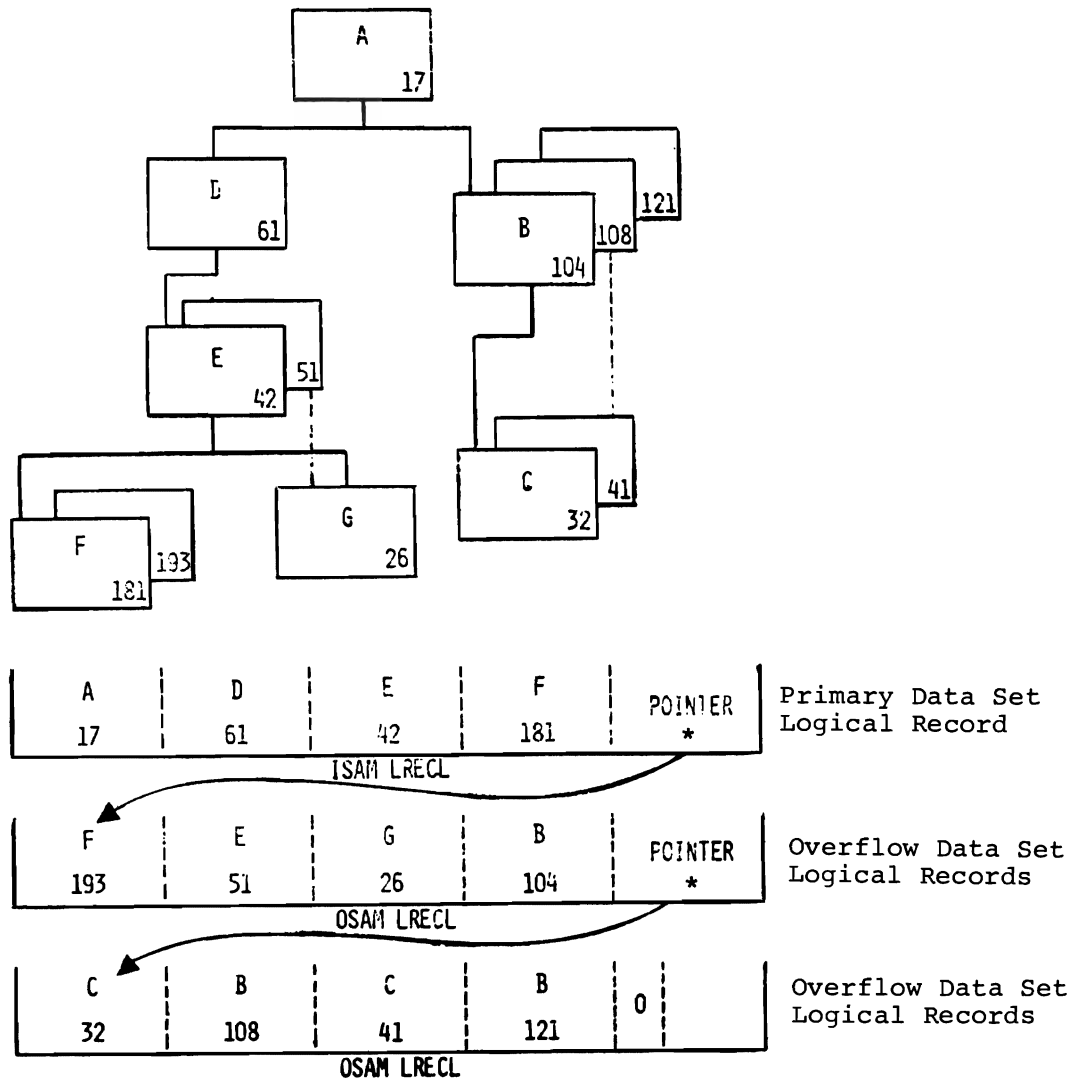 A
17
D
61
B
104
108
121
E
42
51
F
181
193
G
26
C
32
41
A D E F POINTER
17 61 42 181 *
Primary Data Set
Logical Record
ISAM LRECL
F E G B POINTER
193 51 26 104 *
Overflow Data Set
Logical Records
OSAM LRECL
C B C B 0
32 108 41 121
Overflow Data Set
Logical Records
OSAM LRECL